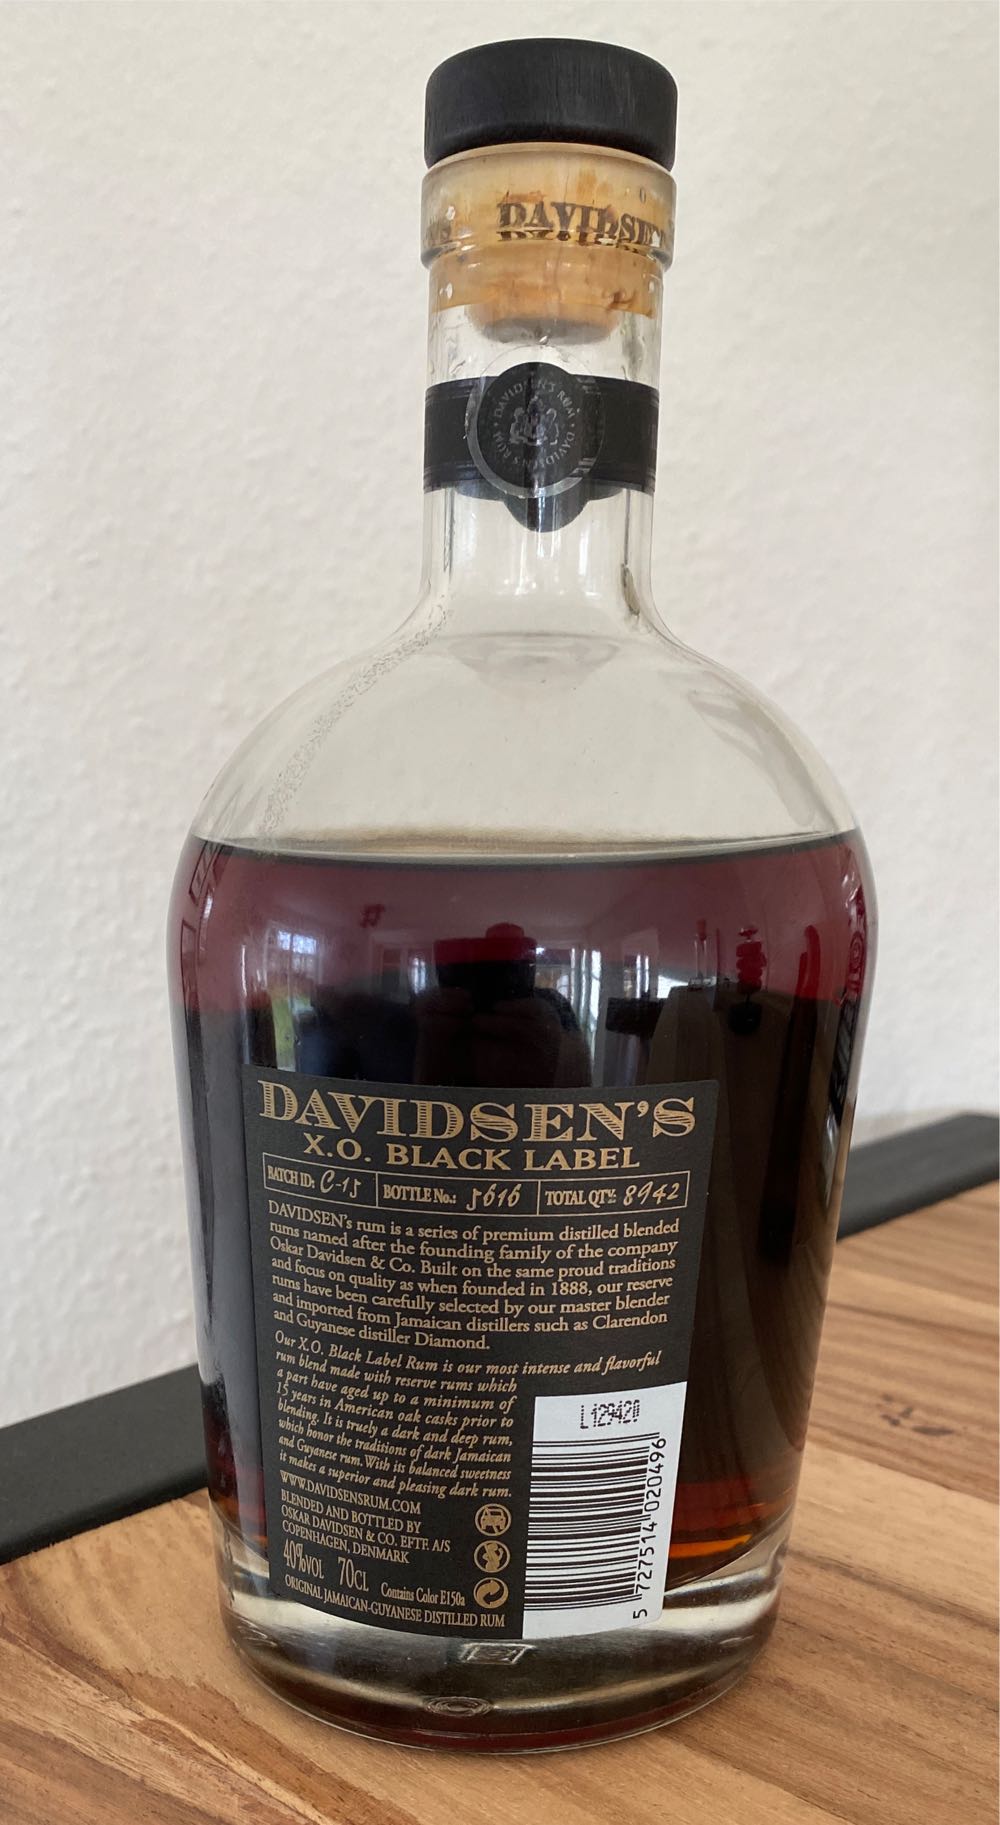 DAVIDSEN'S
DAVIDSEN'S RUM · DAVIDSEN'S RUM ·
DAVIDSEN'S
X.O. BLACK LABEL
BATCH ID: C-15 BOTTLE No.: 5616 TOTAL QTY: 8942
DAVIDSEN's rum is a series of premium distilled blended
rums named after the founding family of the company
Oskar Davidsen & Co. Built on the same proud traditions
and focus on quality as when founded in 1888, our reserve
rums have been carefully selected by our master blender
and imported from Jamaican distillers such as Clarendon
and Guyanese distiller Diamond.
Our X.O. Black Label Rum is our most intense and flavorful
rum blend made with reserve rums which
a part have aged up to a minimum of
15 years in American oak casks prior to
blending. It is truely a dark and deep rum,
which honor the traditions of dark Jamaican
and Guyanese rum. With its balanced sweetness
it makes a superior and pleasing dark rum.
WWW.DAVIDSENSRUM.COM
BLENDED AND BOTTLED BY
OSKAR DAVIDSEN & CO. EFTF. A/S
COPENHAGEN, DENMARK
40%VOL 70CL Contains Color E150a
ORIGINAL JAMAICAN-GUYANESE DISTILLED RUM
L129420
5 727514 020496